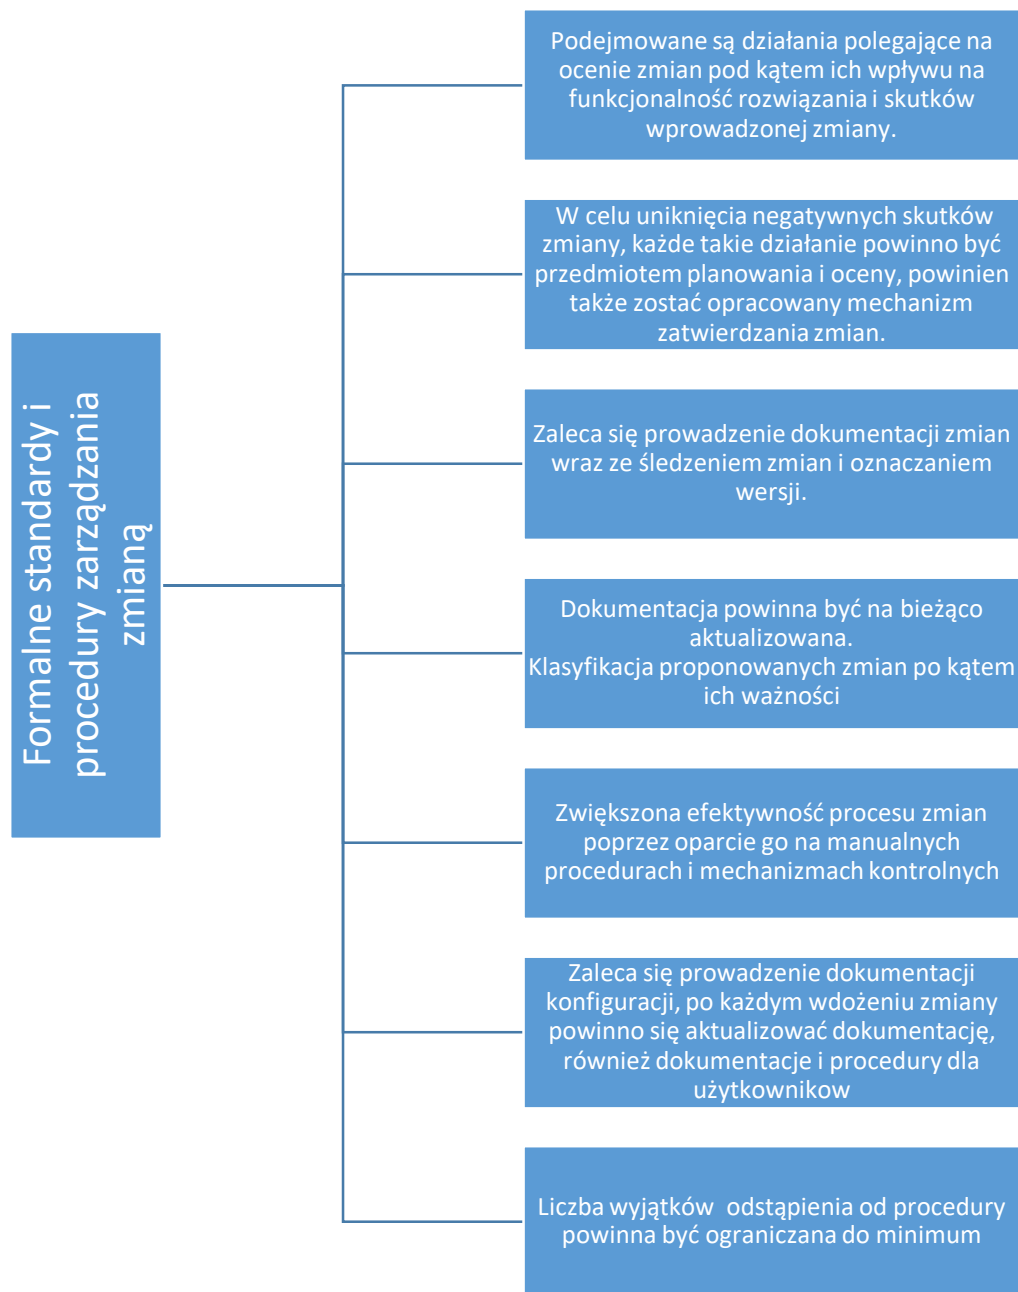 Formalne standardy i
procedury zarządzania
zmianą
Podejmowane są działania polegające na
ocenie zmian pod kątem ich wpływu na
funkcjonalność rozwiązania i skutków
wprowadzonej zmiany.
W celu uniknięcia negatywnych skutków
zmiany, każde takie działanie powinno być
przedmiotem planowania i oceny, powinien
także zostać opracowany mechanizm
zatwierdzania zmian.
Zaleca się prowadzenie dokumentacji zmian
wraz ze śledzeniem zmian i oznaczaniem
wersji.
Dokumentacja powinna być na bieżąco
aktualizowana.
Klasyfikacja proponowanych zmian po kątem
ich ważności
Zwiększona efektywność procesu zmian
poprzez oparcie go na manualnych
procedurach i mechanizmach kontrolnych
Zaleca się prowadzenie dokumentacji
konfiguracji, po każdym wdożeniu zmiany
powinno się aktualizować dokumentację,
również dokumentacje i procedury dla
użytkownikow
Liczba wyjątków odstąpienia od procedury
powinna być ograniczana do minimum